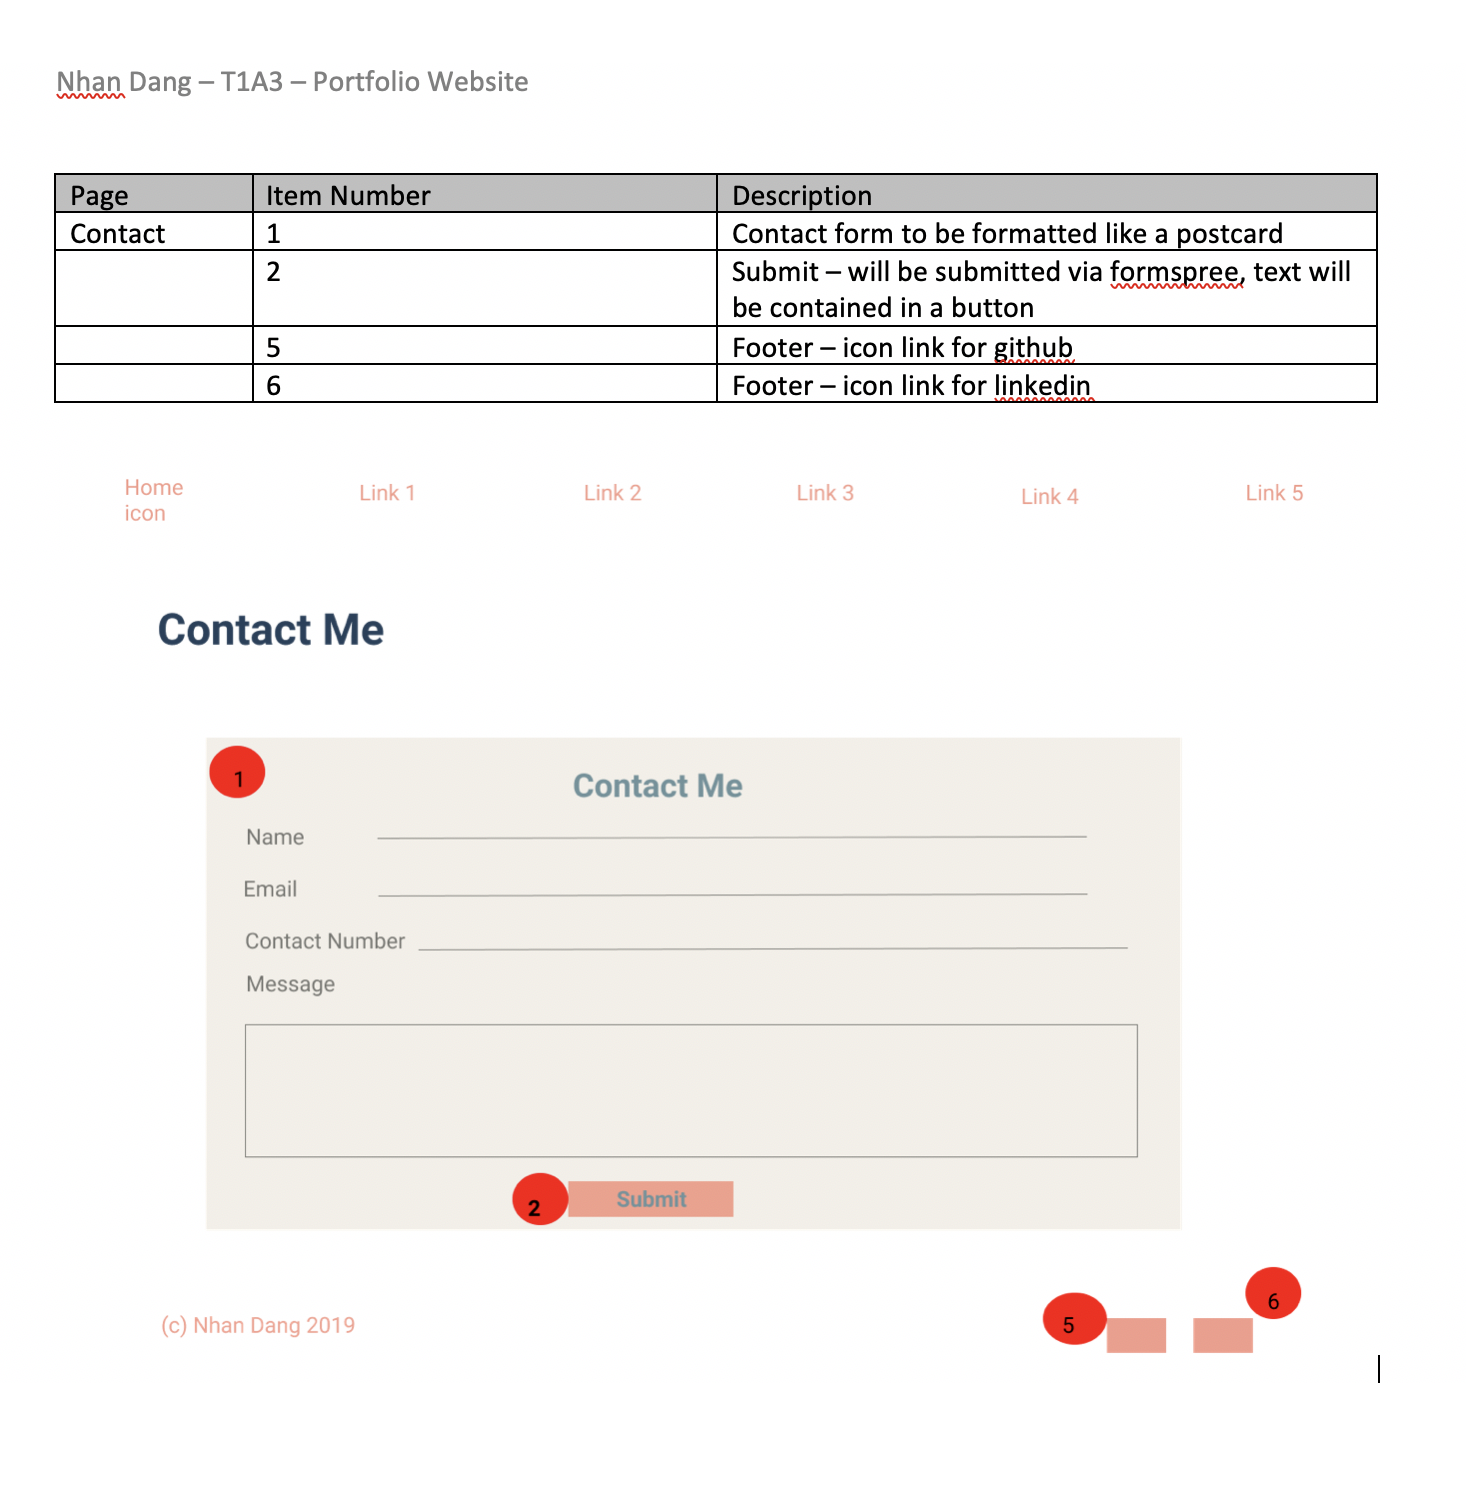 Nhan Dang – T1A3 – Portfolio Website
Page Item Number Description
Contact 1 Contact form to be formatted like a postcard
2 Submit – will be submitted via formspree, text will
be contained in a button
5 Footer – icon link for github
6 Footer – icon link for linkedin
Home
icon
Link 1 Link 2 Link 3 Link 4 Link 5
Contact Me
1
Contact Me
Name
Email
Contact Number
Message
2 Submit
(c) Nhan Dang 2019
5
6